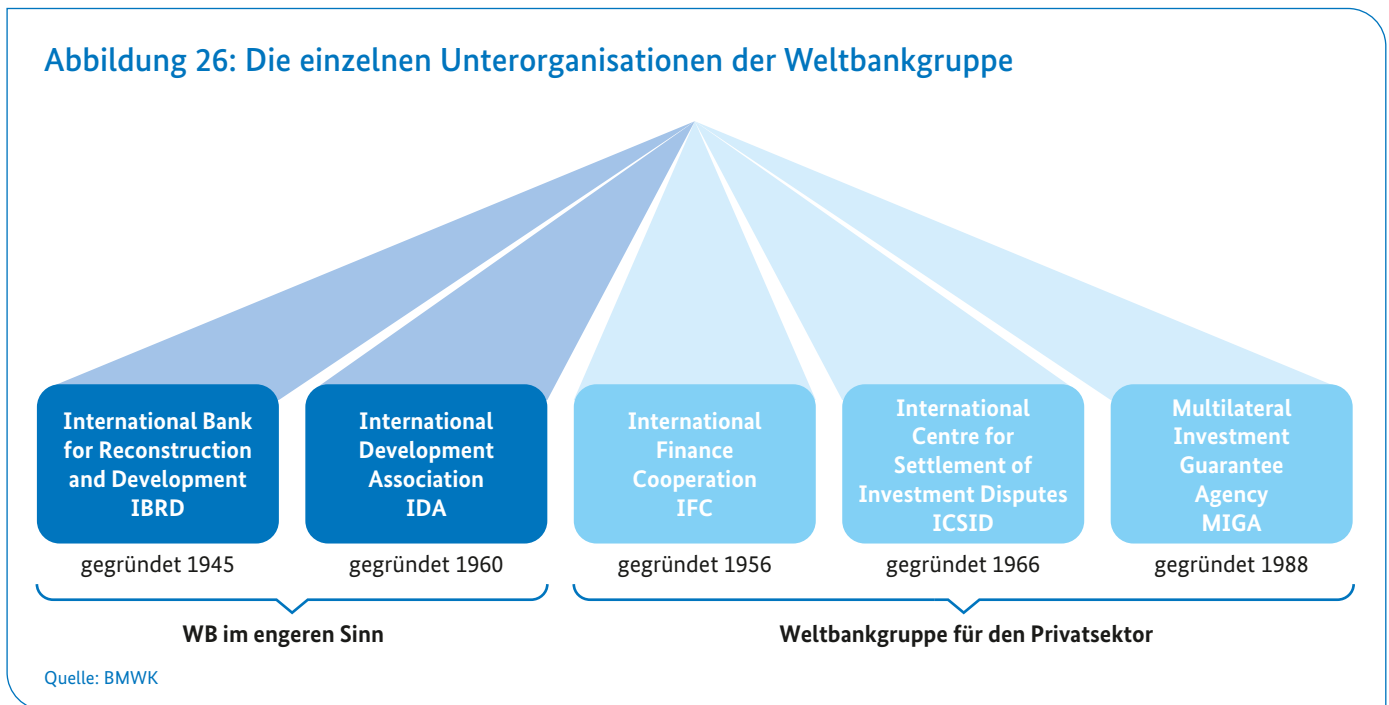 Abbildung 26: Die einzelnen Unterorganisationen der Weltbankgruppe
International Bank
for Reconstruction
and Development
IBRD
gegründet 1945
International
Development
Association
IDA
gegründet 1960
International
Finance
Cooperation
IFC
gegründet 1956
International
Centre for
Settlement of
Investment Disputes
ICSID
gegründet 1966
Multilateral
Investment
Guarantee
Agency
MIGA
gegründet 1988
WB im engeren Sinn
Weltbankgruppe für den Privatsektor
Quelle: BMWK